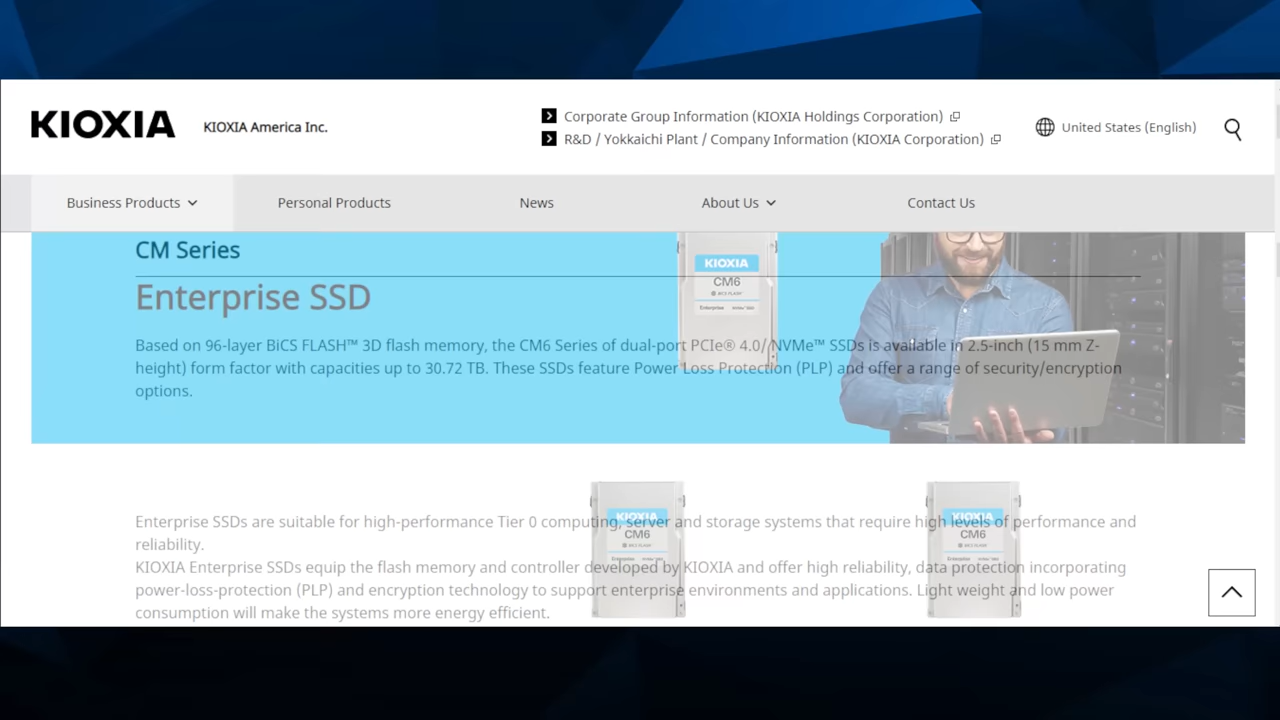 KIOXIA
KIOXIA America Inc.
Corporate Group Information (KIOXIA Holdings Corporation)
R&D / Yokkaichi Plant / Company Information (KIOXIA Corporation)
United States (English)
Business Products
Personal Products
News
About Us
Contact Us
CM Series
Enterprise SSD
Based on 96-layer BiCS FLASH™ 3D flash memory, the CM6 Series of dual-port PCIe® 4.0/ NVMe™ SSDs is available in 2.5-inch (15 mm Z-
height) form factor with capacities up to 30.72 TB. These SSDs feature Power Loss Protection (PLP) and offer a range of security/encryption
options.
KIOXIA
CM6
BiCS FLASH
Enterprise
Enterprise SSDs are suitable for high-performance Tier 0 computing, server and storage systems that require high levels of performance and
reliability.
KIOXIA Enterprise SSDs equip the flash memory and controller developed by KIOXIA and offer high reliability, data protection incorporating
power-loss-protection (PLP) and encryption technology to support enterprise environments and applications. Light weight and low power
consumption will make the systems more energy efficient.
KIOXIA
CM6
KIOXIA
CM6